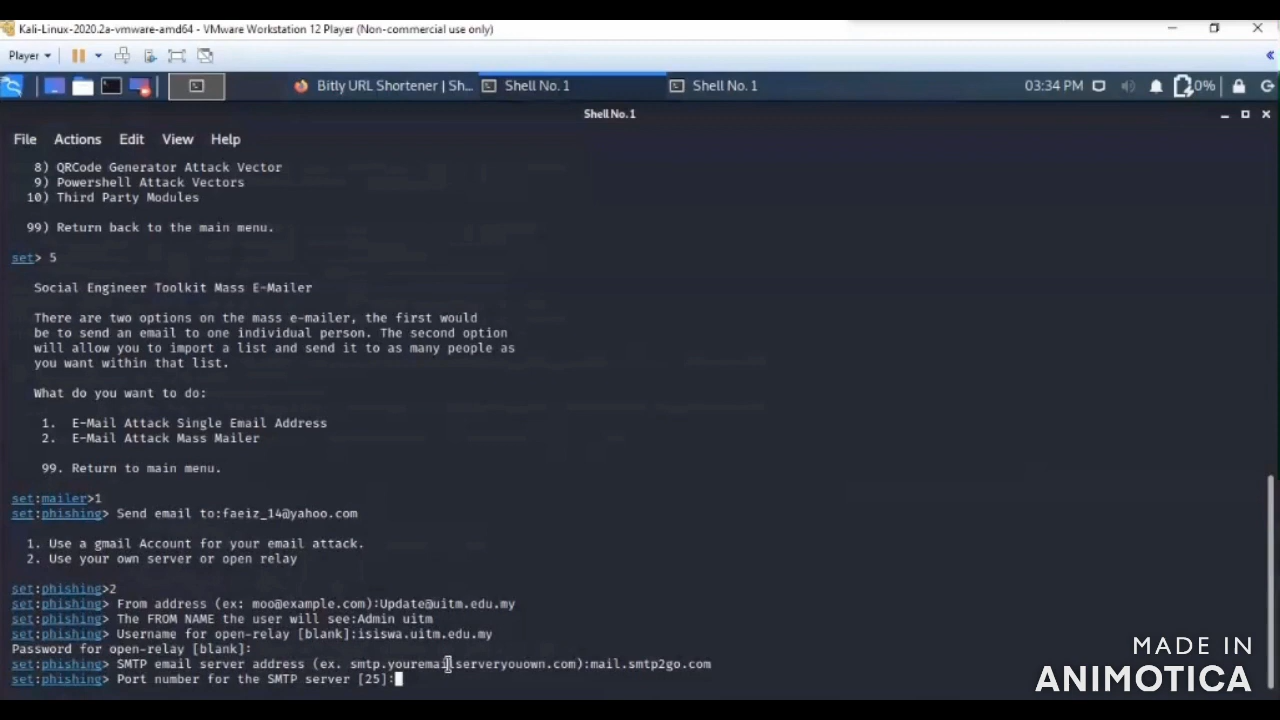 Kali-Linux-2020.2a-vmware-amd64 - VMware Workstation 12 Player (Non-commercial use only)
Player
Bitly URL Shortener | Sh...
Shell No. 1
Shell No. 1
03:34 PM
0%
Shell No. 1
File Actions Edit View Help
8) QRCode Generator Attack Vector
9) Powershell Attack Vectors
10) Third Party Modules
99) Return back to the main menu.
set> 5
Social Engineer Toolkit Mass E-Mailer
There are two options on the mass e-mailer, the first would
be to send an email to one individual person. The second option
will allow you to import a list and send it to as many people as
you want within that list.
What do you want to do:
1. E-Mail Attack Single Email Address
2. E-Mail Attack Mass Mailer
99. Return to main menu.
set:mailer>1
set:phishing> Send email to:faeiz_14@yahoo.com
1. Use a gmail Account for your email attack.
2. Use your own server or open relay
set:phishing>2
set:phishing> From address (ex: moo@example.com):Update@uitm.edu.my
set:phishing> The FROM NAME the user will see:Admin uitm
set:phishing> Username for open-relay [blank]:isiswa.uitm.edu.my
Password for open-relay [blank]:
set:phishing> SMTP email server address (ex. smtp.youremailserveryouown.com):mail.smtp2go.com
set:phishing> Port number for the SMTP server [25]:
MADE IN
ANIMOTICA